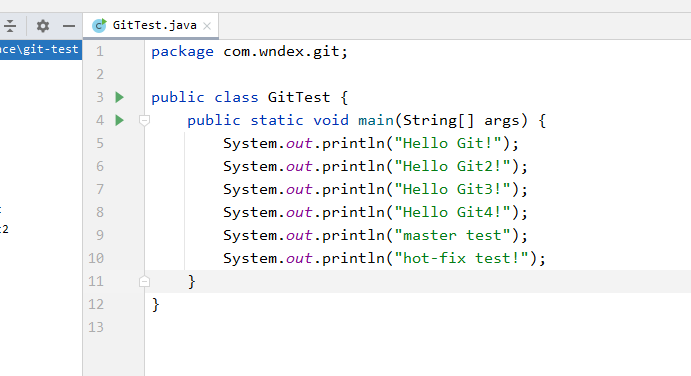 GitTest.java
ace\git-test
1 package com.wndex.git;
2
3 public class GitTest {
4 public static void main(String[] args) {
5 System.out.println("Hello Git!");
6 System.out.println("Hello Git2!");
7 System.out.println("Hello Git3!");
8 System.out.println("Hello Git4!");
9 System.out.println("master test");
10 System.out.println("hot-fix test!");
11 }
12 }
13